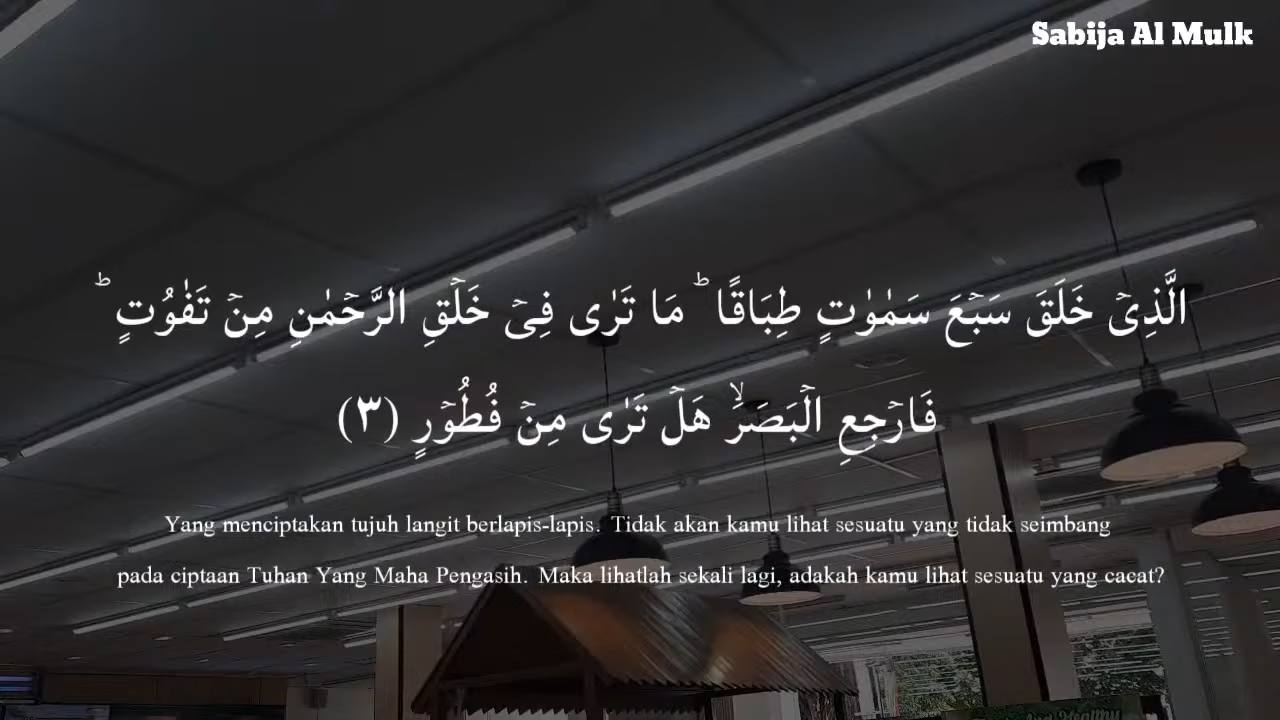 Sabija Al Mulk
الَّذِىۡ خَلَقَ سَبۡعَ سَمٰوٰتٍ طِبَاقًا ؕ مَا تَرٰى فِىۡ خَلۡقِ الرَّحۡمٰنِ مِنۡ تَفٰوُتٍ ؕ
فَارۡجِعِ الۡبَصَرَۙ هَلۡ تَرٰى مِنۡ فُطُوۡرٍ (٣)
Yang menciptakan tujuh langit berlapis-lapis. Tidak akan kamu lihat sesuatu yang tidak seimbang
pada ciptaan Tuhan Yang Maha Pengasih. Maka lihatlah sekali lagi, adakah kamu lihat sesuatu yang cacat?